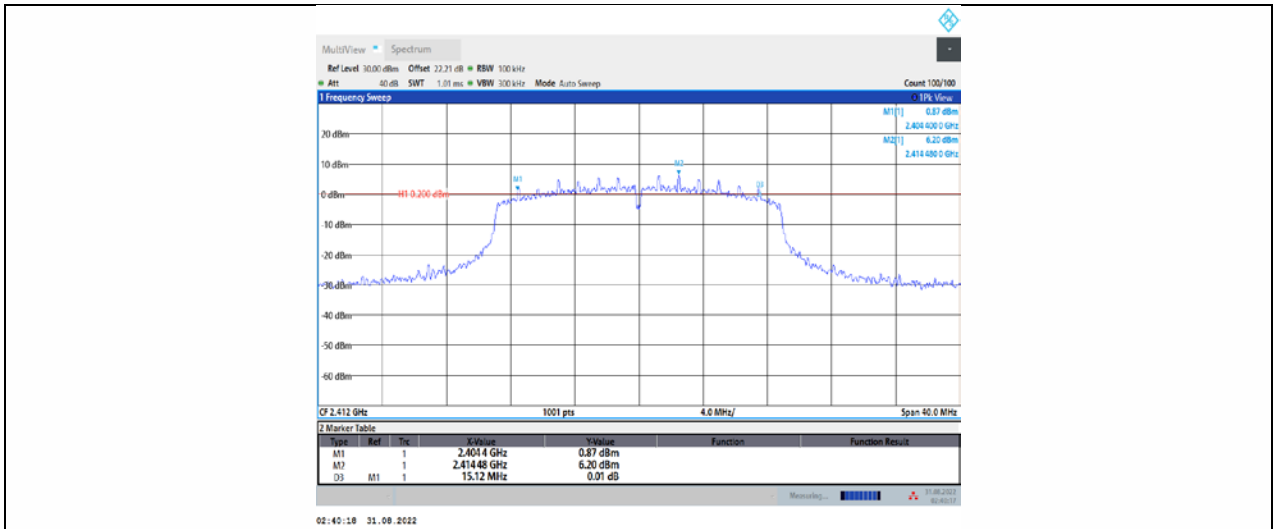 MultiView Spectrum
Ref Level 30.00 dBm Offset 22.21 dB RBW 100 kHz
Att 40 dB SWT 1.01 ms VBW 300 kHz Mode Auto Sweep Count 100/100
1 Frequency Sweep 1Pk View
M1[1] 0.87 dBm
2.404 400 0 GHz
M2[1] 6.20 dBm
2.414 480 0 GHz
20 dBm
10 dBm
M1 M2 D3
0 dBm H1 0.200 dBm
-10 dBm
-20 dBm
-30 dBm
-40 dBm
-50 dBm
-60 dBm
CF 2.412 GHz 1001 pts 4.0 MHz/ Span 40.0 MHz
2 Marker Table
Type Ref Trc X-Value Y-Value Function Function Result
M1 1 2.404 4 GHz 0.87 dBm
M2 1 2.414 48 GHz 6.20 dBm
D3 M1 1 15.12 MHz 0.01 dB
Measuring... 31.08.2022
02:40:18 31.08.2022